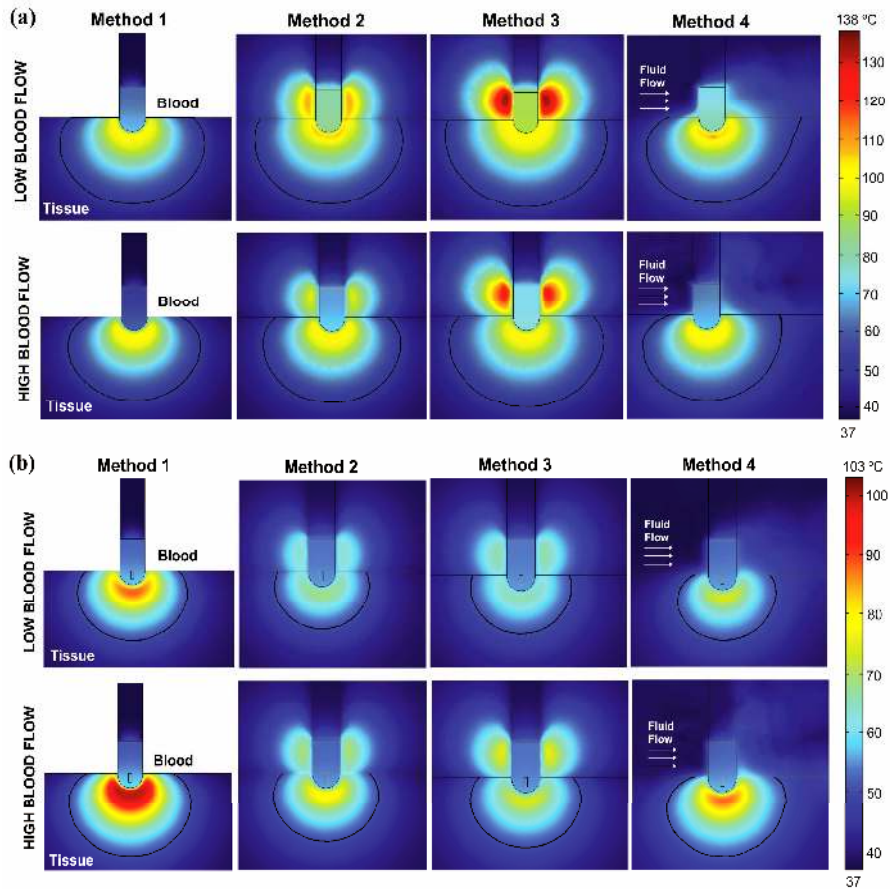 (a)
Method 1 Method 2 Method 3 Method 4
138 ºC
LOW BLOOD FLOW
Blood
Tissue
Fluid
Flow
HIGH BLOOD FLOW
Blood
Tissue
Fluid
Flow
130
120
110
100
90
80
70
60
50
40
37
(b)
Method 1 Method 2 Method 3 Method 4
103 ºC
LOW BLOOD FLOW
Blood
Tissue
Fluid
Flow
HIGH BLOOD FLOW
Blood
Tissue
Fluid
Flow
100
90
80
70
60
50
40
37